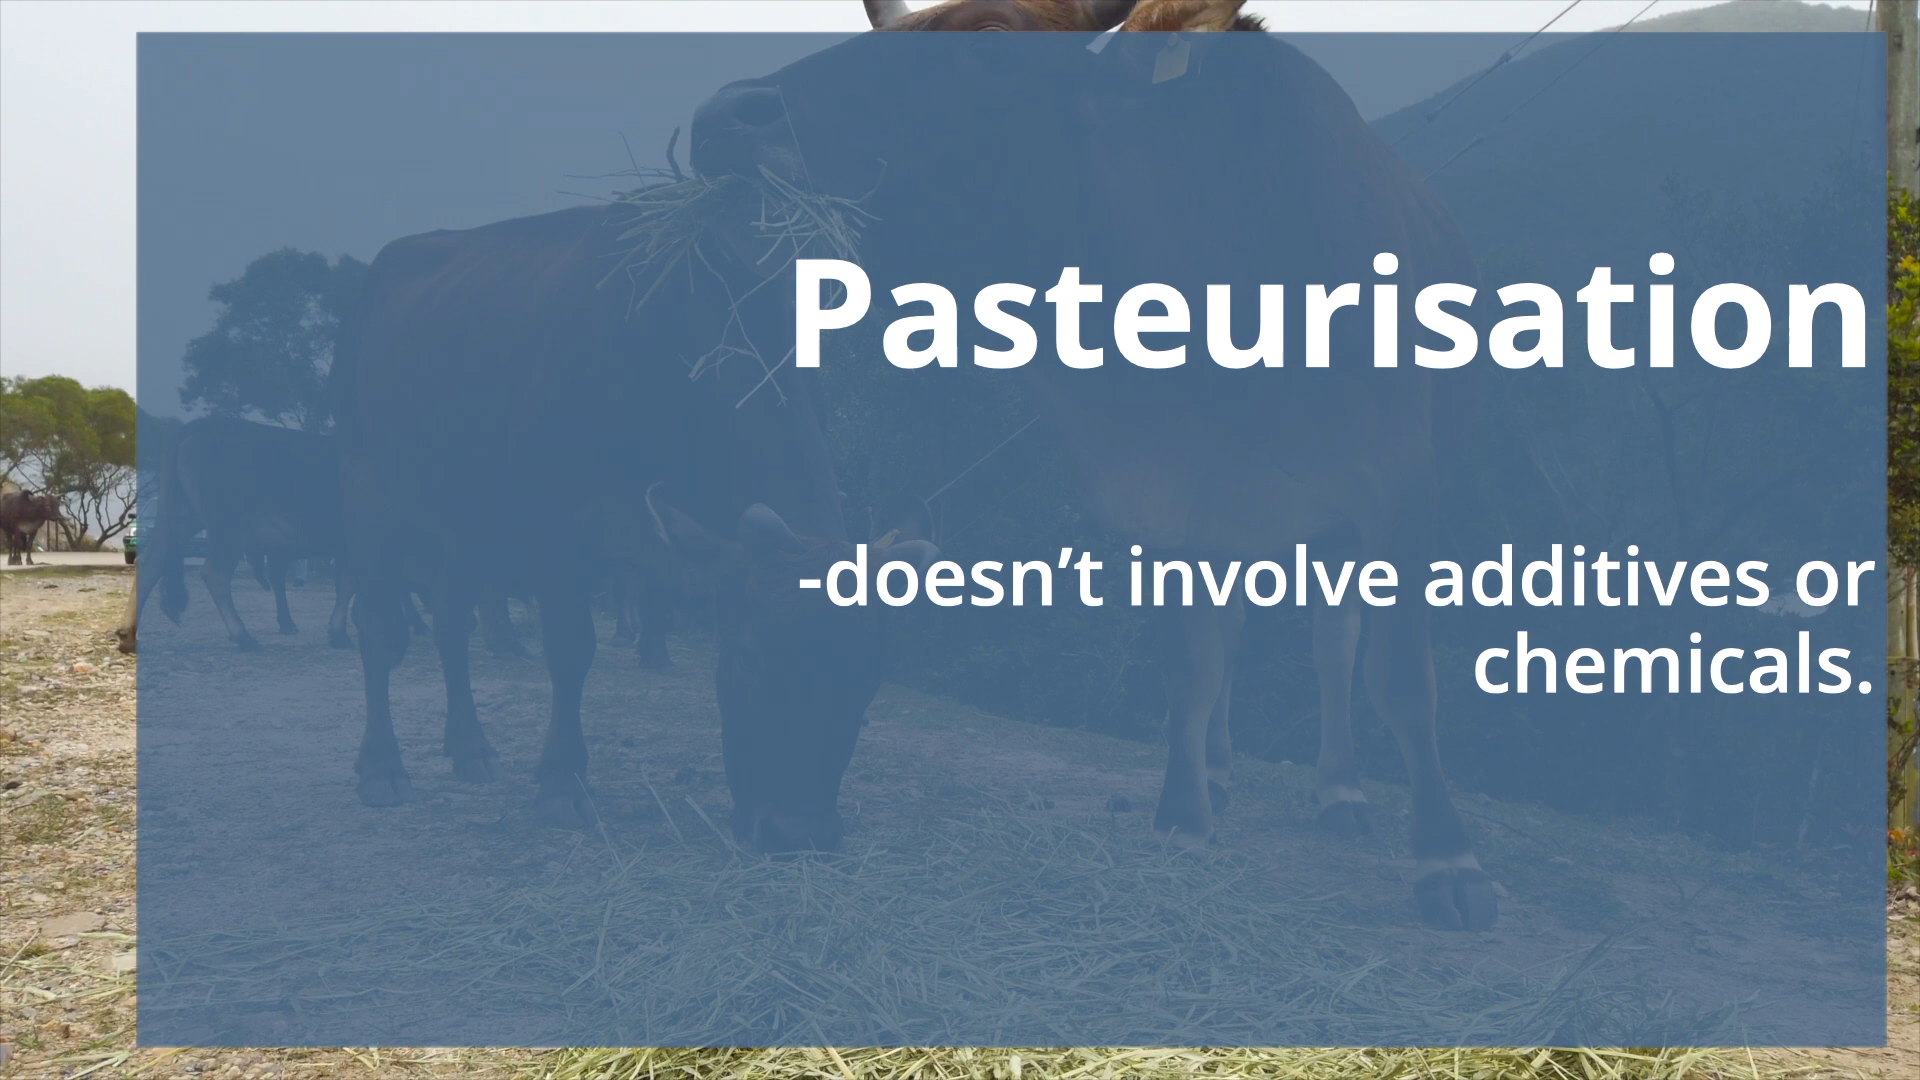 Pasteurisation
-doesn’t involve additives or
chemicals.